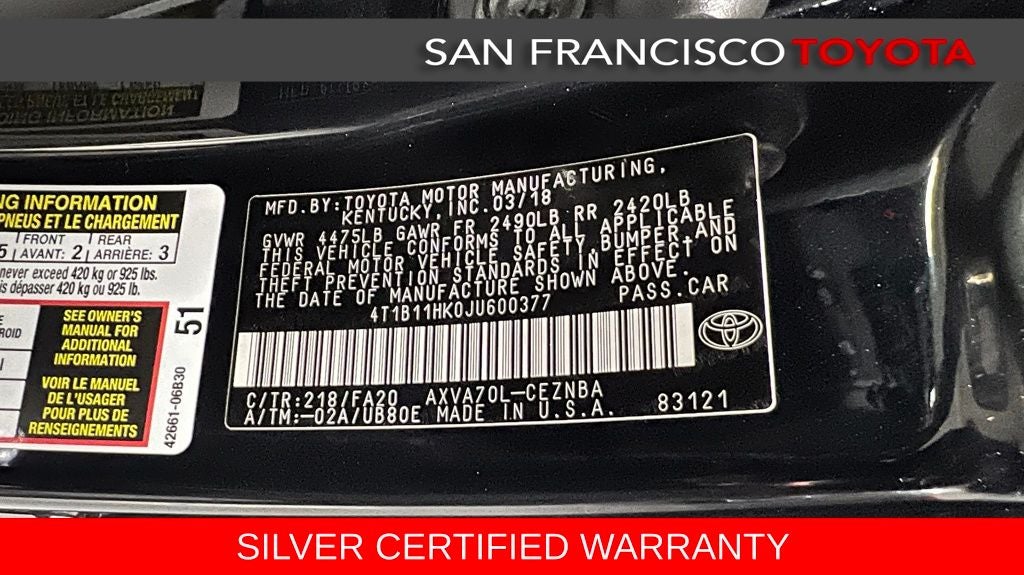 SAN FRANCISCO TOYOTA
NG INFORMATION
PNEUS ET LE CHARGEMENT
5 FRONT AVANT: 2 REAR ARRIÈRE: 3
never exceed 420 kg or 925 lbs.
dépasser 420 kg ou 925 lb.
SEE OWNER'S
MANUAL FOR
ADDITIONAL
INFORMATION
VOIR LE MANUEL
DE L'USAGER
POUR PLUS DE
RENSEIGNEMENTS
51
42661-06B30
MFD.BY:TOYOTA MOTOR MANUFACTURING,
KENTUCKY,INC.03/18
GVWR 4475LB GAWR FR 2490LB RR 2420LB
THIS VEHICLE CONFORMS TO ALL APPLICABLE
FEDERAL MOTOR VEHICLE SAFETY,BUMPER AND
THEFT PREVENTION STANDARDS IN EFFECT ON
THE DATE OF MANUFACTURE SHOWN ABOVE.
4T1B11HK0JU600377 PASS.CAR
C/TR:218/FA20 AXVA70L-CEZNBA
A/TM:-02A/UB80E MADE IN U.S.A. 83121
SILVER CERTIFIED WARRANTY